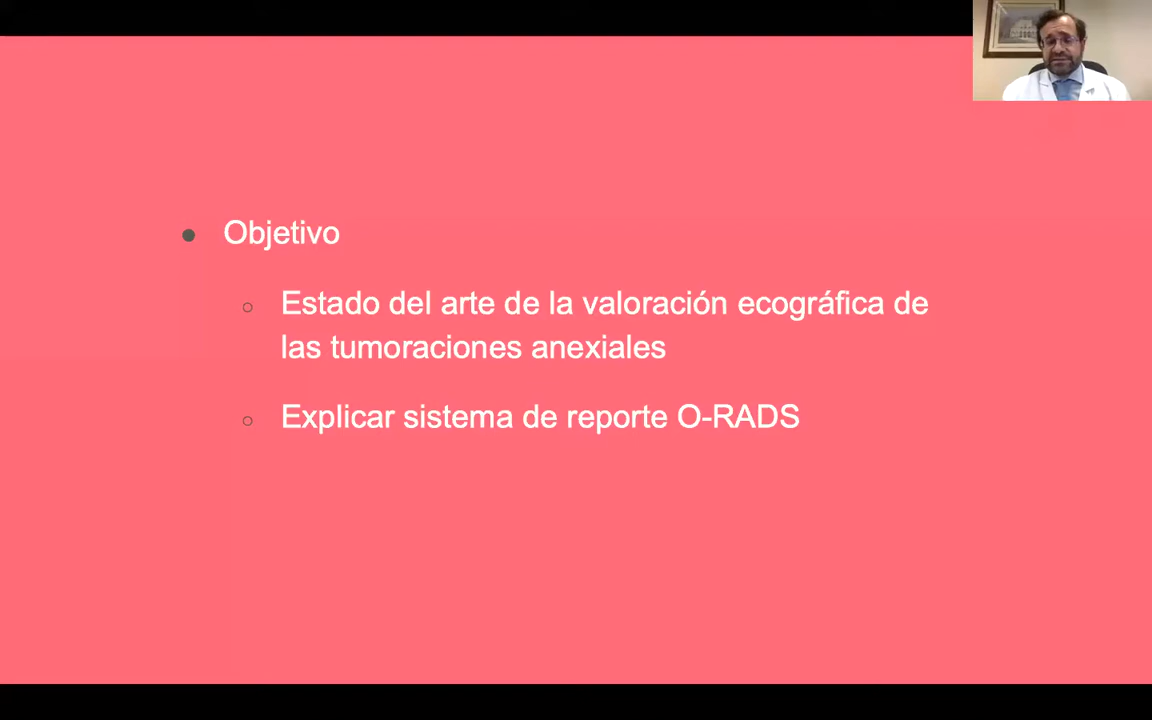 Objetivo
Estado del arte de la valoración ecográfica de
las tumoraciones anexiales
Explicar sistema de reporte O-RADS